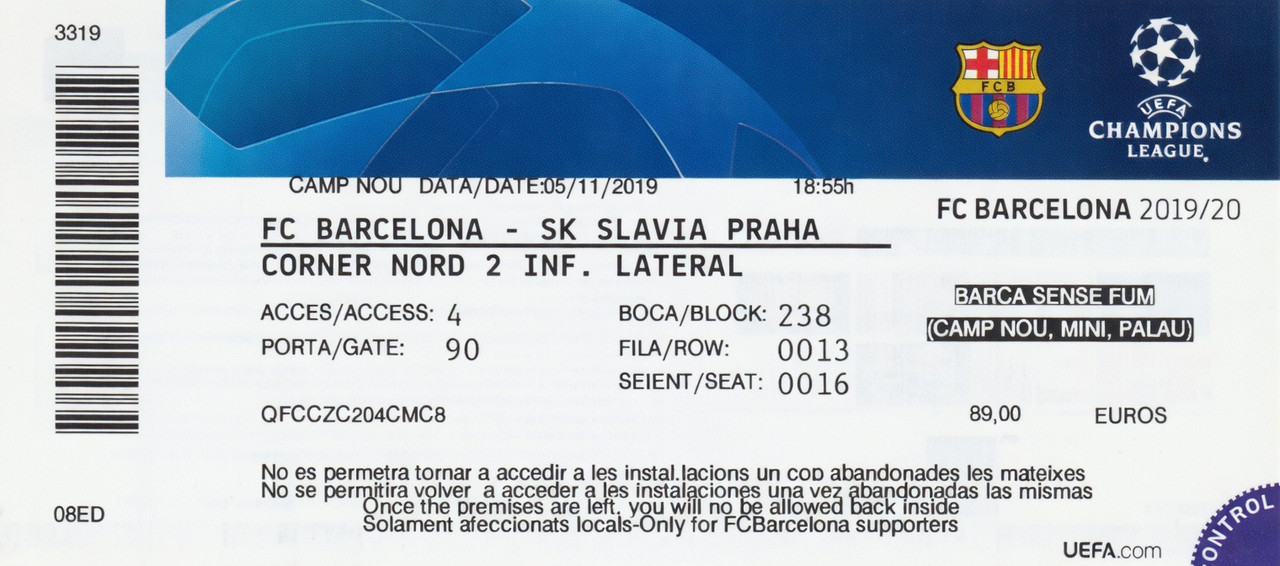 3319
FCB
UEFA
CHAMPIONS
LEAGUE.
CAMP NOU DATA/DATE:05/11/2019 18:55h
FC BARCELONA 2019/20
FC BARCELONA - SK SLAVIA PRAHA
CORNER NORD 2 INF. LATERAL
BARCA SENSE FUM
(CAMP NOU, MINI, PALAU)
ACCES/ACCESS: 4 BOCA/BLOCK: 238
PORTA/GATE: 90 FILA/ROW: 0013
SEIENT/SEAT: 0016
QFCCZC204CMC8 89,00 EUROS
No es permetra tornar a accedir a les instal.lacions un cop abandonades les mateixes
No se permitira volver a acceder a les instalaciones una vez abandonadas las mismas
Once the premises are left, you will no be allowed back inside
Solament afeccionats locals-Only for FCBarcelona supporters
08ED
UEFA.com
ONTROL